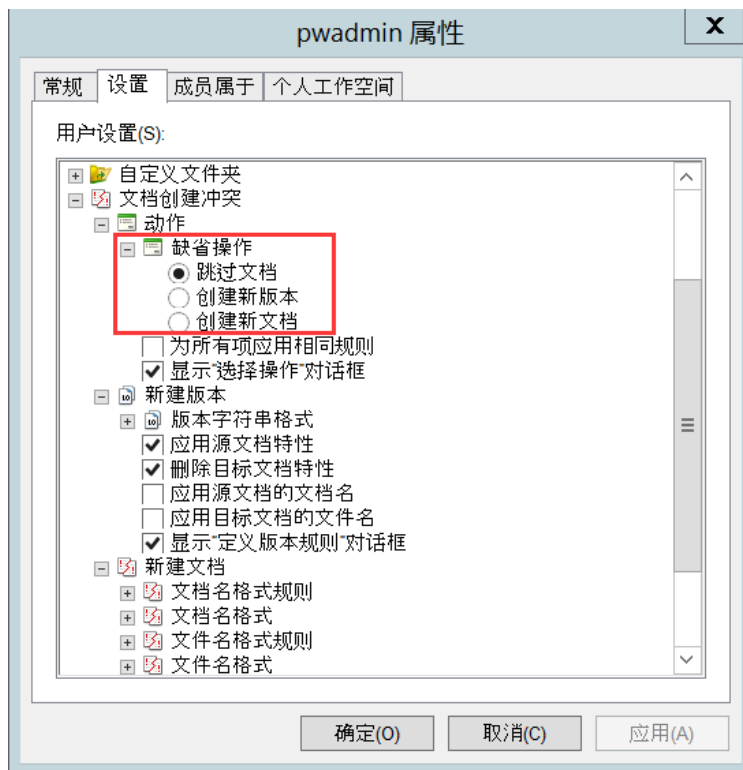 pwadmin 属性
X
常规 设置 成员属于 个人工作空间
用户设置(S):
自定义文件夹
文档创建冲突
动作
缺省操作
跳过文档
创建新版本
创建新文档
为所有项应用相同规则
显示"选择操作"对话框
新建版本
版本字符串格式
应用源文档特性
删除目标文档特性
应用源文档的文档名
应用目标文档的文件名
显示"定义版本规则"对话框
新建文档
文档名格式规则
文档名格式
文件名格式规则
文件名格式
确定(O) 取消(C) 应用(A)